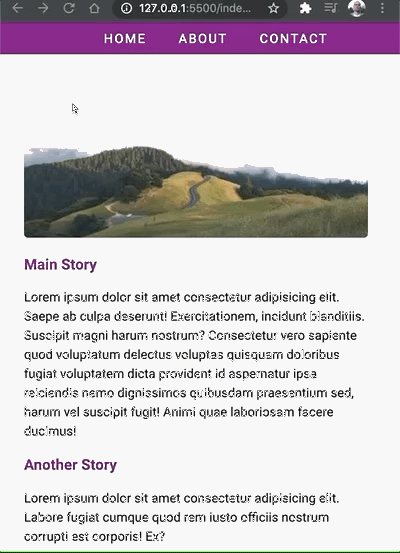 127.0.0.1:5500/inde...
HOME ABOUT CONTACT
Main Story
Lorem ipsum dolor sit amet consectetur adipisicing elit.
Saepe ab culpa deserunt! Exercitationem, incidunt blanditiis.
Suscipit magni harum nostrum? Consectetur vero sapiente
quod voluptatum delectus voluptas quisquam doloribus
fugiat voluptatem dicta provident id aspernatur ipsa
reiciendis nemo dignissimos quibusdam praesentium sed,
harum vel suscipit fugit! Animi quae laboriosam facere
ducimus!
Another Story
Lorem ipsum dolor sit amet consectetur adipisicing elit.
Labore fugiat cumque quod rem iusto officiis nostrum
corrupti est corporis! Ex?